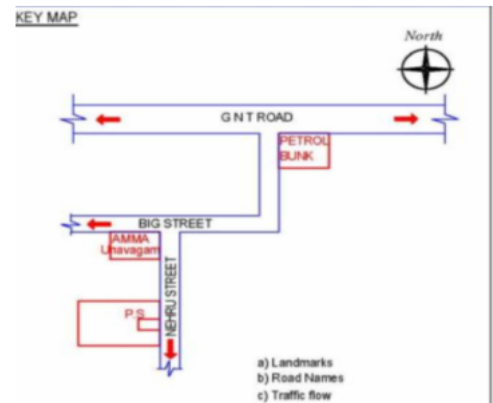 KEY MAP
North
G N T ROAD
PETROL
BUNK
BIG STREET
AMMA
Unavagam
NEHRU STREET
P.S
a) Landmarks
b) Road Names
c) Traffic flow